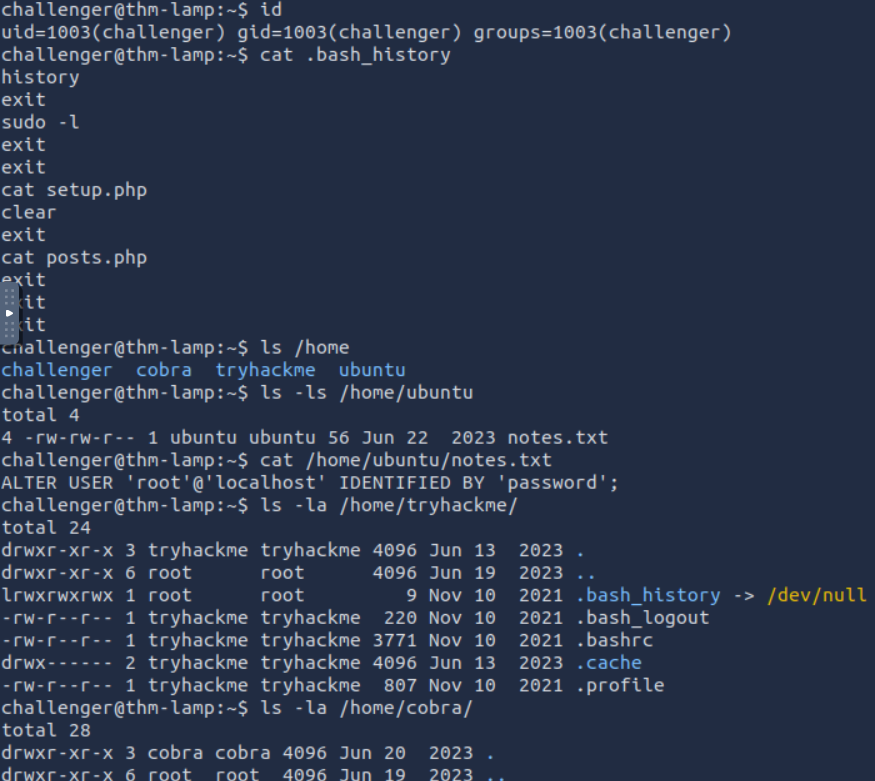 challenger@thm-lamp:~$ id
uid=1003(challenger) gid=1003(challenger) groups=1003(challenger)
challenger@thm-lamp:~$ cat .bash_history
history
exit
sudo -l
exit
exit
cat setup.php
clear
exit
cat posts.php
exit
xit
xit
challenger@thm-lamp:~$ ls /home
challenger  cobra  tryhackme  ubuntu
challenger@thm-lamp:~$ ls -ls /home/ubuntu
total 4
4 -rw-rw-r-- 1 ubuntu ubuntu 56 Jun 22  2023 notes.txt
challenger@thm-lamp:~$ cat /home/ubuntu/notes.txt
ALTER USER 'root'@'localhost' IDENTIFIED BY 'password';
challenger@thm-lamp:~$ ls -la /home/tryhackme/
total 24
drwxr-xr-x 3 tryhackme tryhackme 4096 Jun 13  2023 .
drwxr-xr-x 6 root      root      4096 Jun 19  2023 ..
lrwxrwxrwx 1 root      root         9 Nov 10  2021 .bash_history -> /dev/null
-rw-r--r-- 1 tryhackme tryhackme  220 Nov 10  2021 .bash_logout
-rw-r--r-- 1 tryhackme tryhackme 3771 Nov 10  2021 .bashrc
drwx------ 2 tryhackme tryhackme 4096 Jun 13  2023 .cache
-rw-r--r-- 1 tryhackme tryhackme  807 Nov 10  2021 .profile
challenger@thm-lamp:~$ ls -la /home/cobra/
total 28
drwxr-xr-x 3 cobra cobra 4096 Jun 20  2023 .
drwxr-xr-x 6 root  root  4096 Jun 19  2023 ..